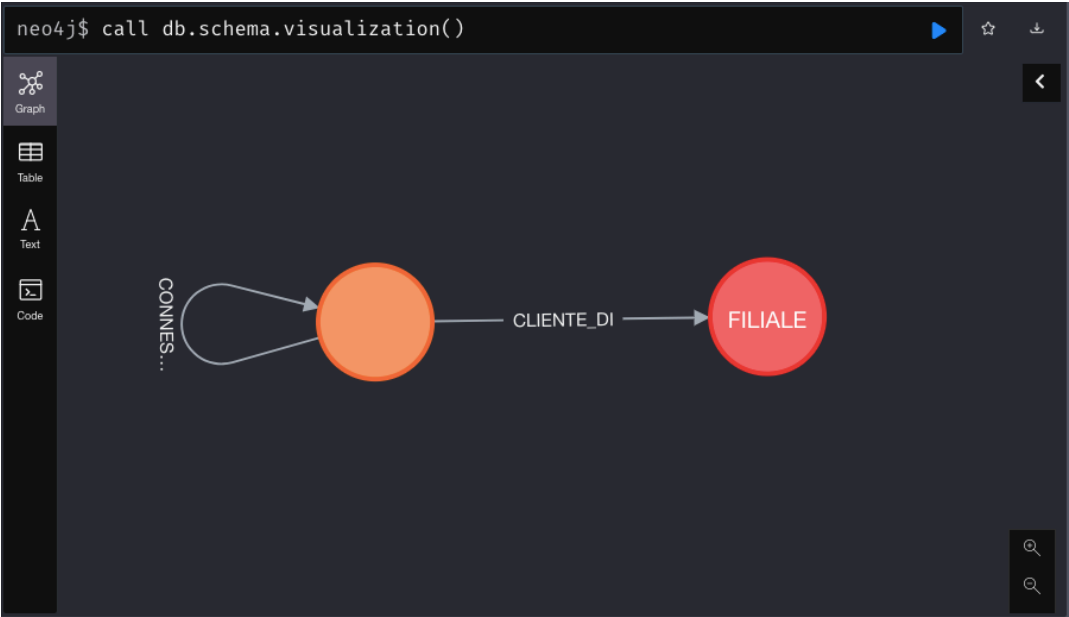 neo4j$ call db.schema.visualization()
Graph
Table
Text
Code
CONNES...
CLIENTE_DI
FILIALE